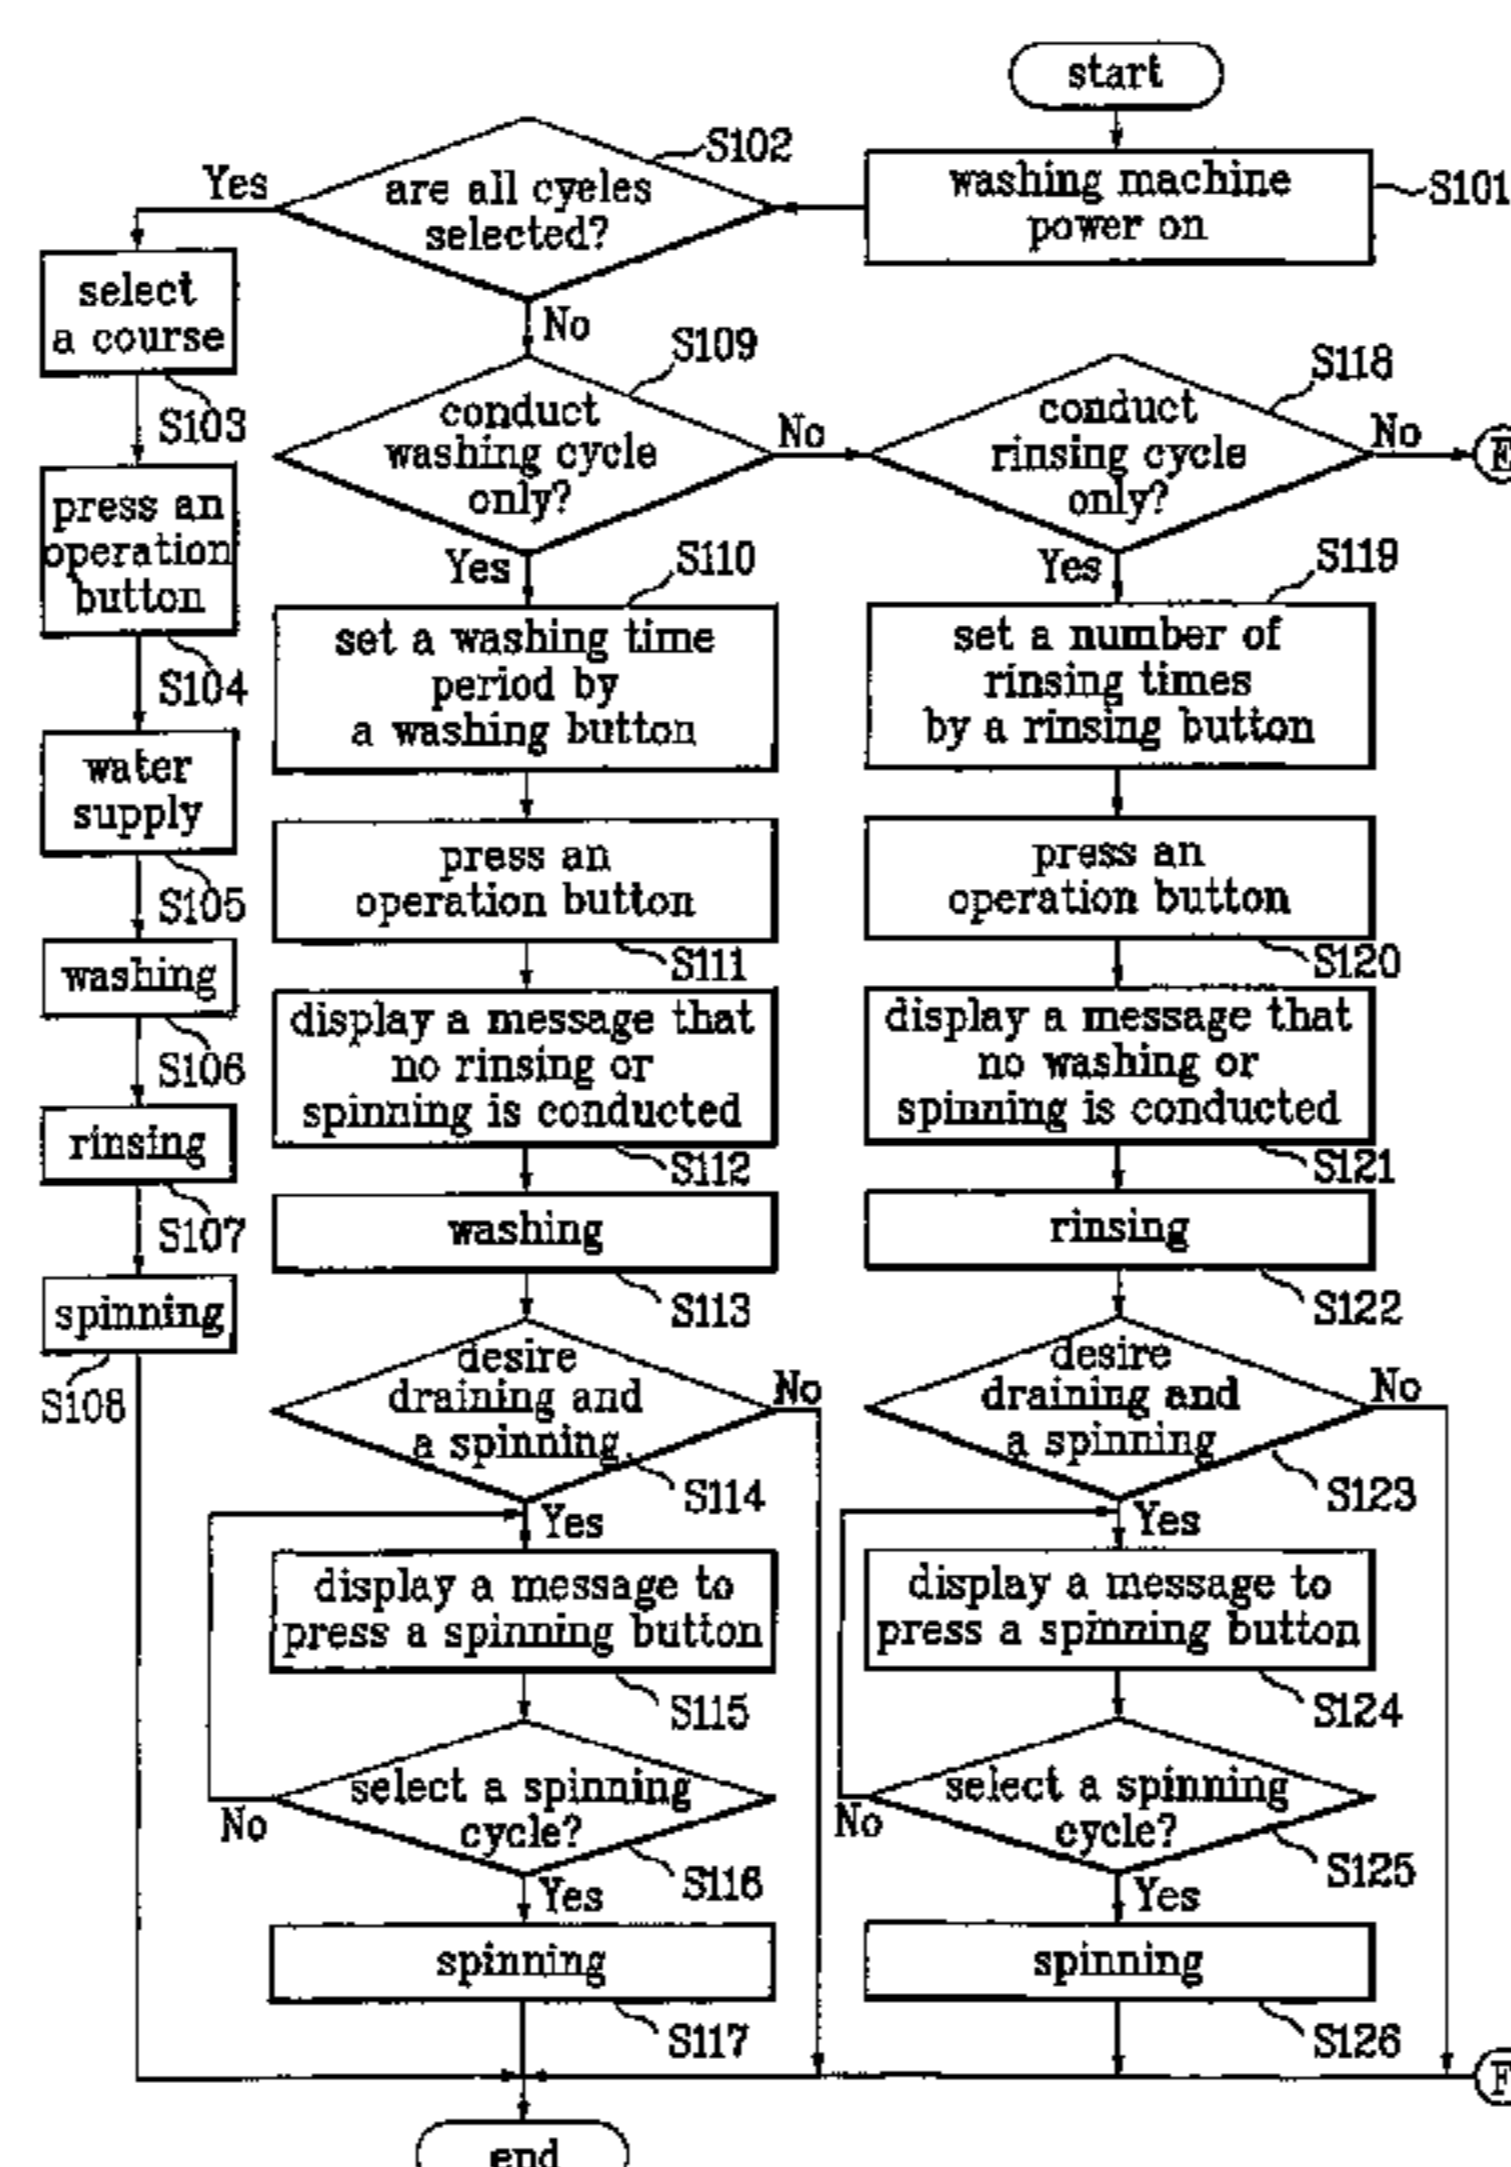 start
washing machine
power on
S101
are all cycles
selected?
S102
Yes
No
select
a course
S103
press an
operation
button
S104
water
supply
S105
washing
S106
rinsing
S107
spinning
S108
conduct
washing cycle
only?
S109
No
Yes
set a washing time
period by
a washing button
S110
press an
operation button
S111
display a message that
no rinsing or
spinning is conducted
S112
washing
S113
desire
draining and
a spinning
S114
No
Yes
display a message to
press a spinning button
S115
select a spinning
cycle?
S116
No
Yes
spinning
S117
conduct
rinsing cycle
only?
S118
No
E
Yes
set a number of
rinsing times
by a rinsing button
S119
press an
operation button
S120
display a message that
no washing or
spinning is conducted
S121
rinsing
S122
desire
draining and
a spinning
S123
No
Yes
display a message to
press a spinning button
S124
select a spinning
cycle?
S125
No
Yes
spinning
S126
F
end